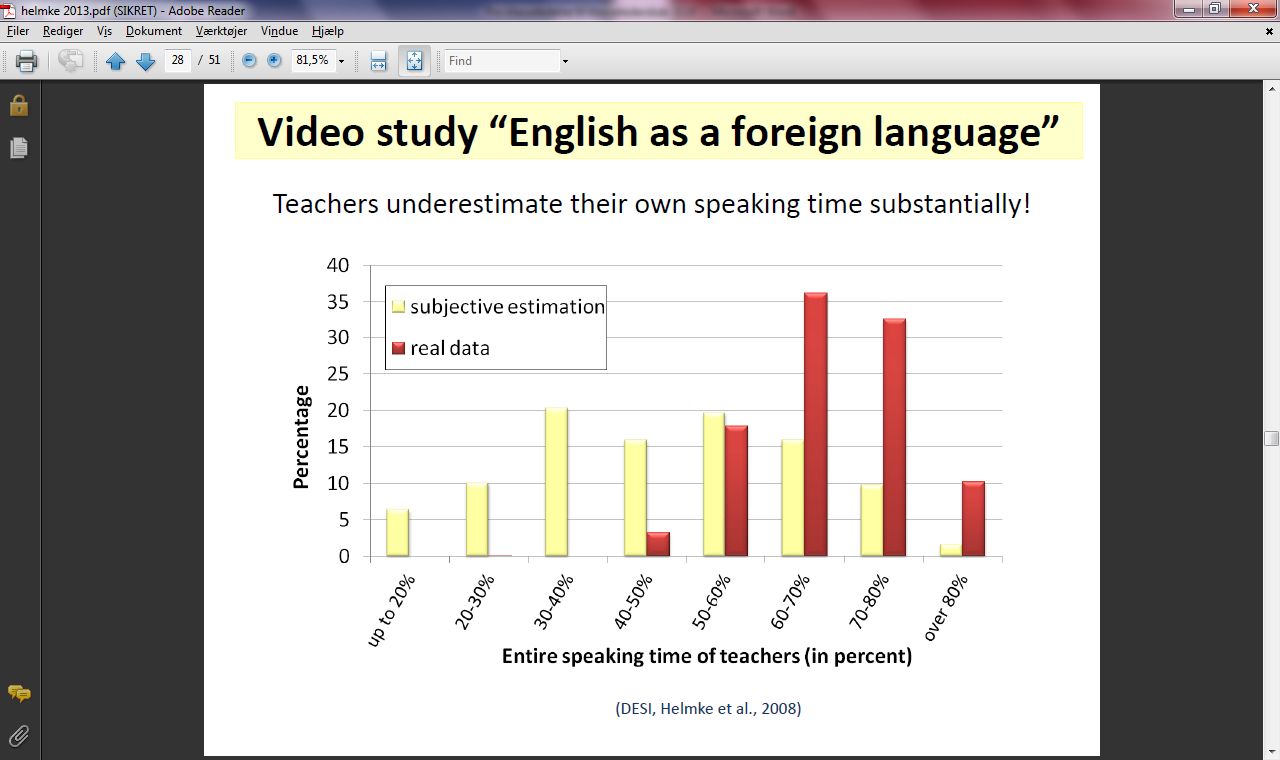 helmke 2013.pdf (SIKRET) - Adobe Reader
Filer Rediger Vis Dokument Værktøjer Vindue Hjælp
28 / 51 81,5% Find
Video study “English as a foreign language”
Teachers underestimate their own speaking time substantially!
40
35
30
25
20
15
10
5
0
Percentage
subjective estimation
real data
up to 20%
20-30%
30-40%
40-50%
50-60%
60-70%
70-80%
over 80%
Entire speaking time of teachers (in percent)
(DESI, Helmke et al., 2008)